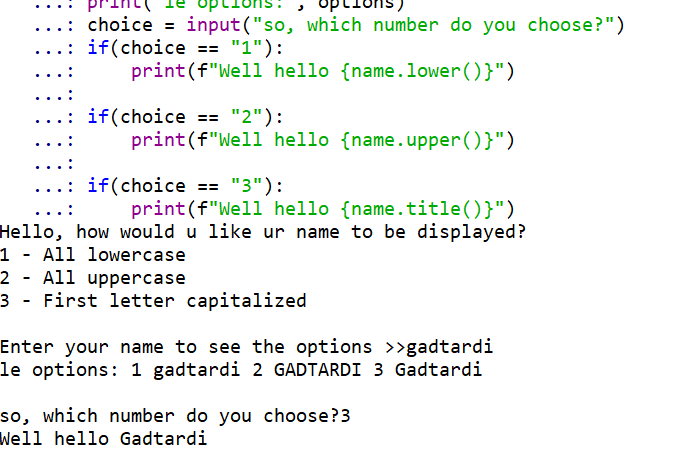 ...: print("le options:", options)
...: choice = input("so, which number do you choose?")
...: if(choice == "1"):
...:     print(f"Well hello {name.lower()}")
...:
...: if(choice == "2"):
...:     print(f"Well hello {name.upper()}")
...:
...: if(choice == "3"):
...:     print(f"Well hello {name.title()}")
Hello, how would u like ur name to be displayed?
1 - All lowercase
2 - All uppercase
3 - First letter capitalized
Enter your name to see the options >>gadtardi
le options: 1 gadtardi 2 GADTARDI 3 Gadtardi
so, which number do you choose?3
Well hello Gadtardi